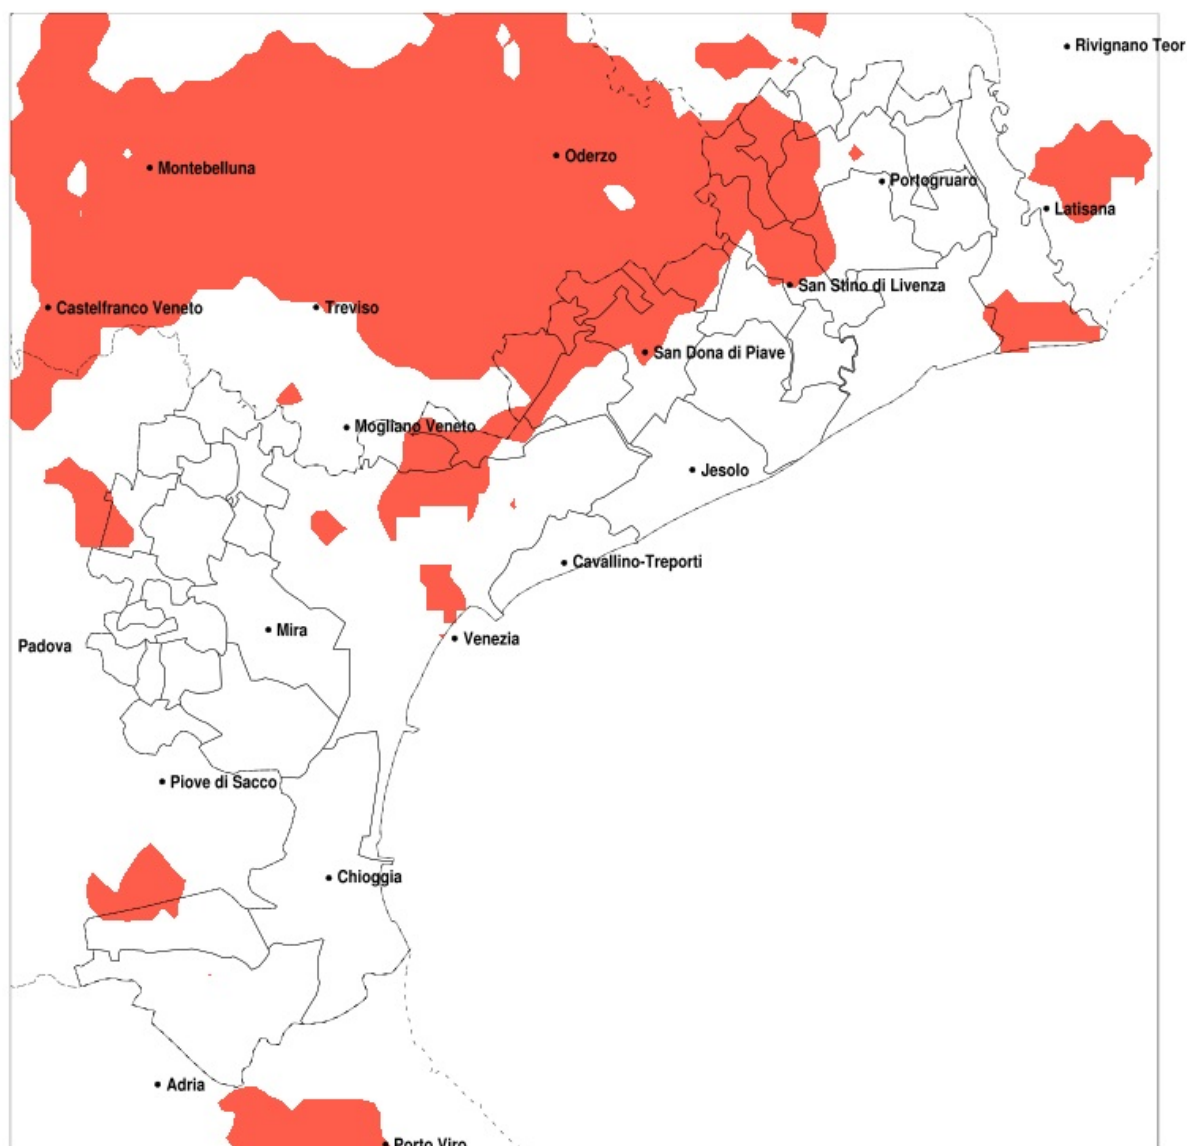 Rivignano Teor
Oderzo
Montebelluna
Portogruaro
Latisana
San Stino di Livenza
Castelfranco Veneto
Treviso
San Dona di Piave
Mogliano Veneto
Jesolo
Cavallino-Treporti
Mira
Venezia
Padova
Piove di Sacco
Chioggia
Adria
Porto Viro